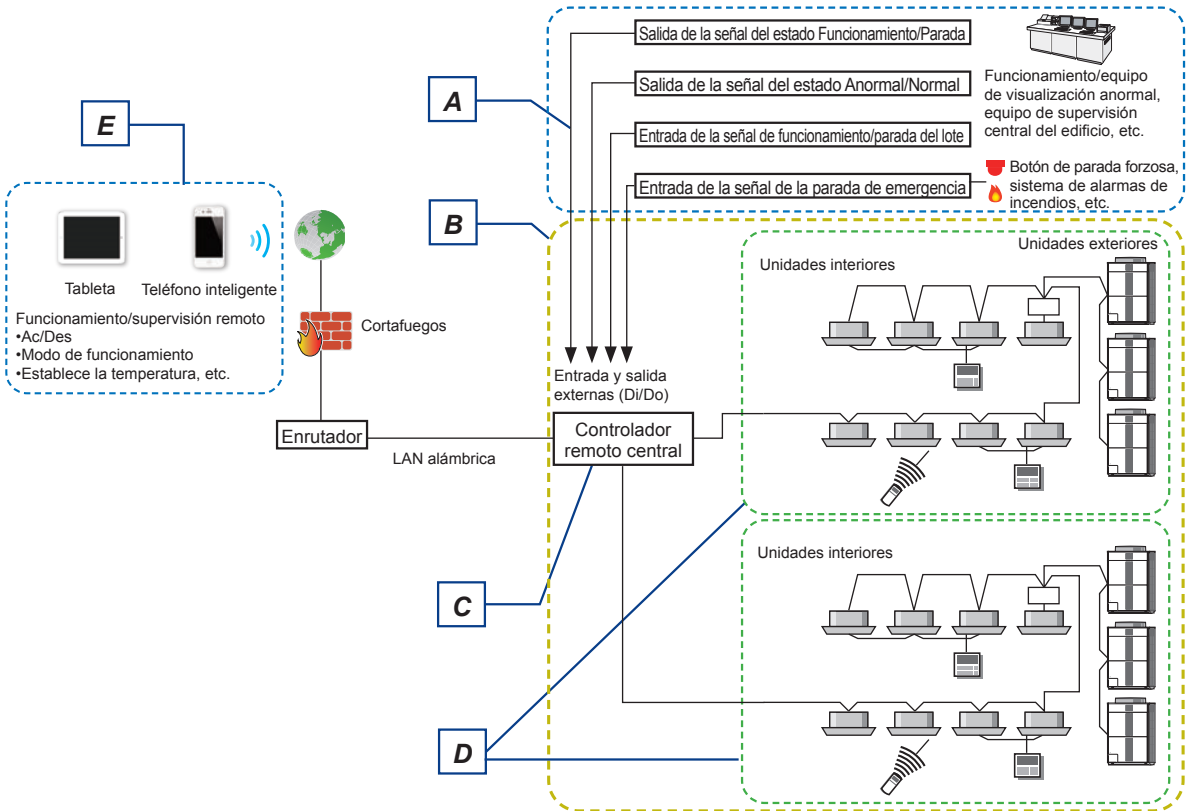 Salida de la señal del estado Funcionamiento/Parada
Salida de la señal del estado Anormal/Normal
Entrada de la señal de funcionamiento/parada del lote
Entrada de la señal de la parada de emergencia
Funcionamiento/equipo
de visualización anormal,
equipo de supervisión
central del edificio, etc.
Botón de parada forzosa,
sistema de alarmas de
incendios, etc.
A
E
B
Tableta
Teléfono inteligente
Funcionamiento/supervisión remoto
•Ac/Des
•Modo de funcionamiento
•Establece la temperatura, etc.
Cortafuegos
Enrutador
LAN alámbrica
Entrada y salida
externas (Di/Do)
Controlador
remoto central
Unidades exteriores
Unidades interiores
C
Unidades interiores
D